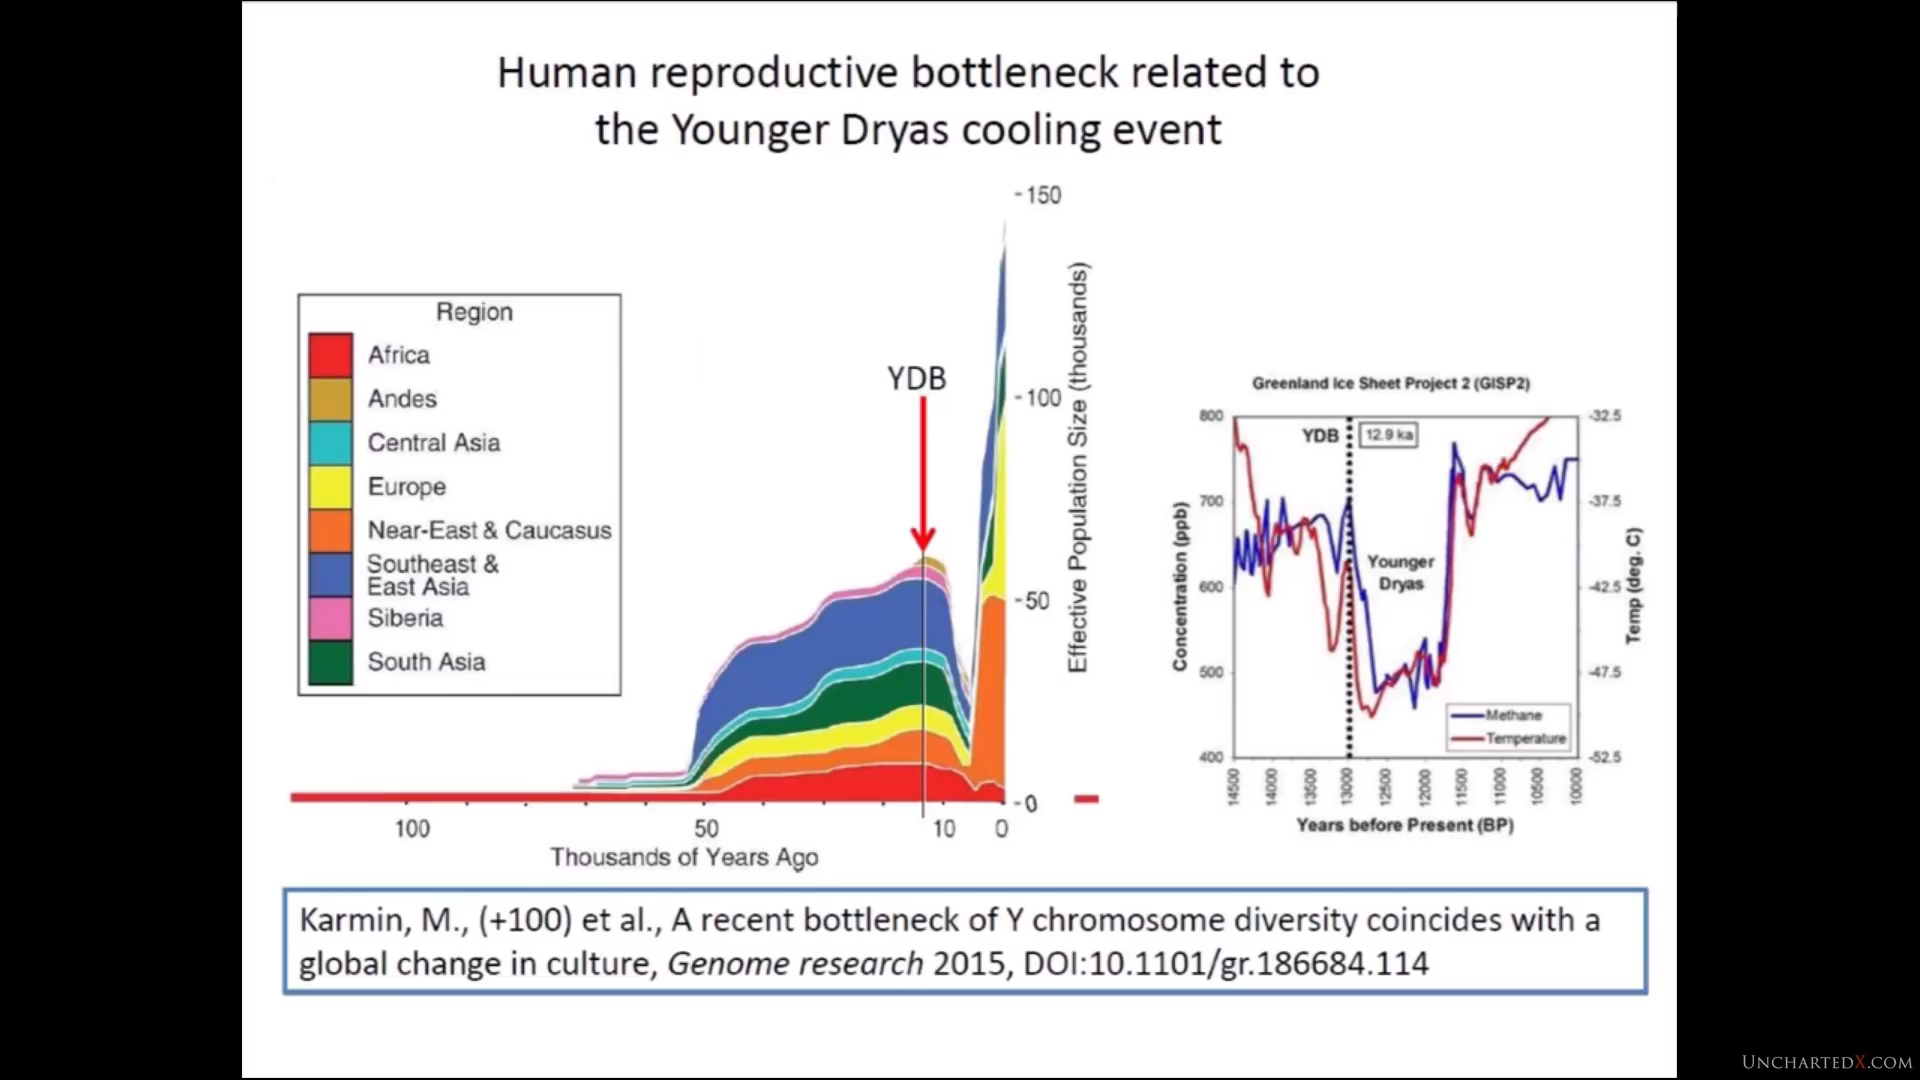 Human reproductive bottleneck related to
the Younger Dryas cooling event
Region
Africa
Andes
Central Asia
Europe
Near-East & Caucasus
Southeast &
East Asia
Siberia
South Asia
YDB
150
100
50
0
Effective Population Size (thousands)
100
50
10
0
Thousands of Years Ago
Greenland Ice Sheet Project 2 (GISP2)
800
700
600
500
400
Concentration (ppb)
YDB
12.9 ka
Younger
Dryas
Methane
Temperature
-32.5
-37.5
-42.5
-47.5
-52.5
Temp (deg. C)
14500
14000
13500
13000
12500
12000
11500
11000
10500
10000
Years before Present (BP)
Karmin, M., (+100) et al., A recent bottleneck of Y chromosome diversity coincides with a
global change in culture, Genome research 2015, DOI:10.1101/gr.186684.114
UNCHARTEDX.COM